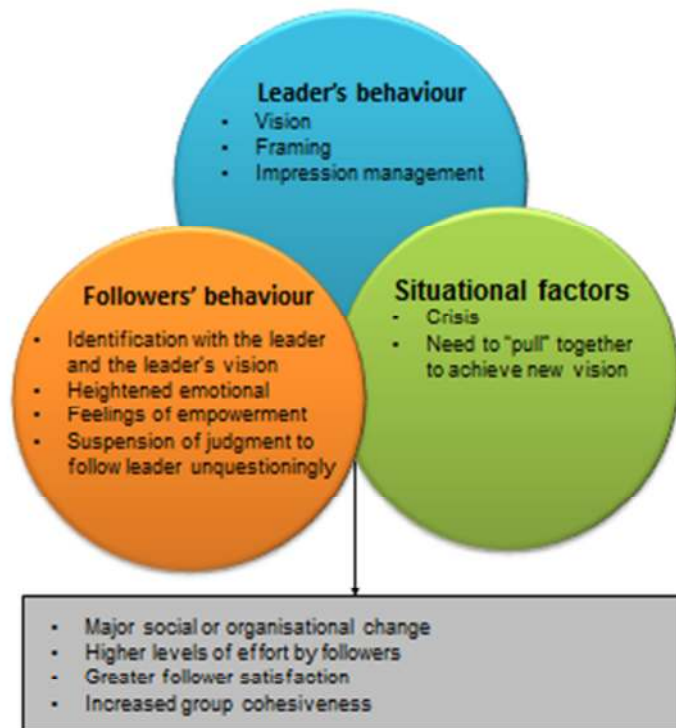 Leader's behaviour
· Vision
· Framing
· Impression management
Followers' behaviour
· Identification with the leader
and the leader's vision
· Heightened emotional
· Feelings of empowerment
· Suspension of judgment to
follow leader unquestioningly
Situational factors
- Crisis
· Need to "pull" together
to achieve new vision
· Major social or organisational change
· Higher levels of effort by followers
- Greater follower satisfaction
· Increased group cohesiveness